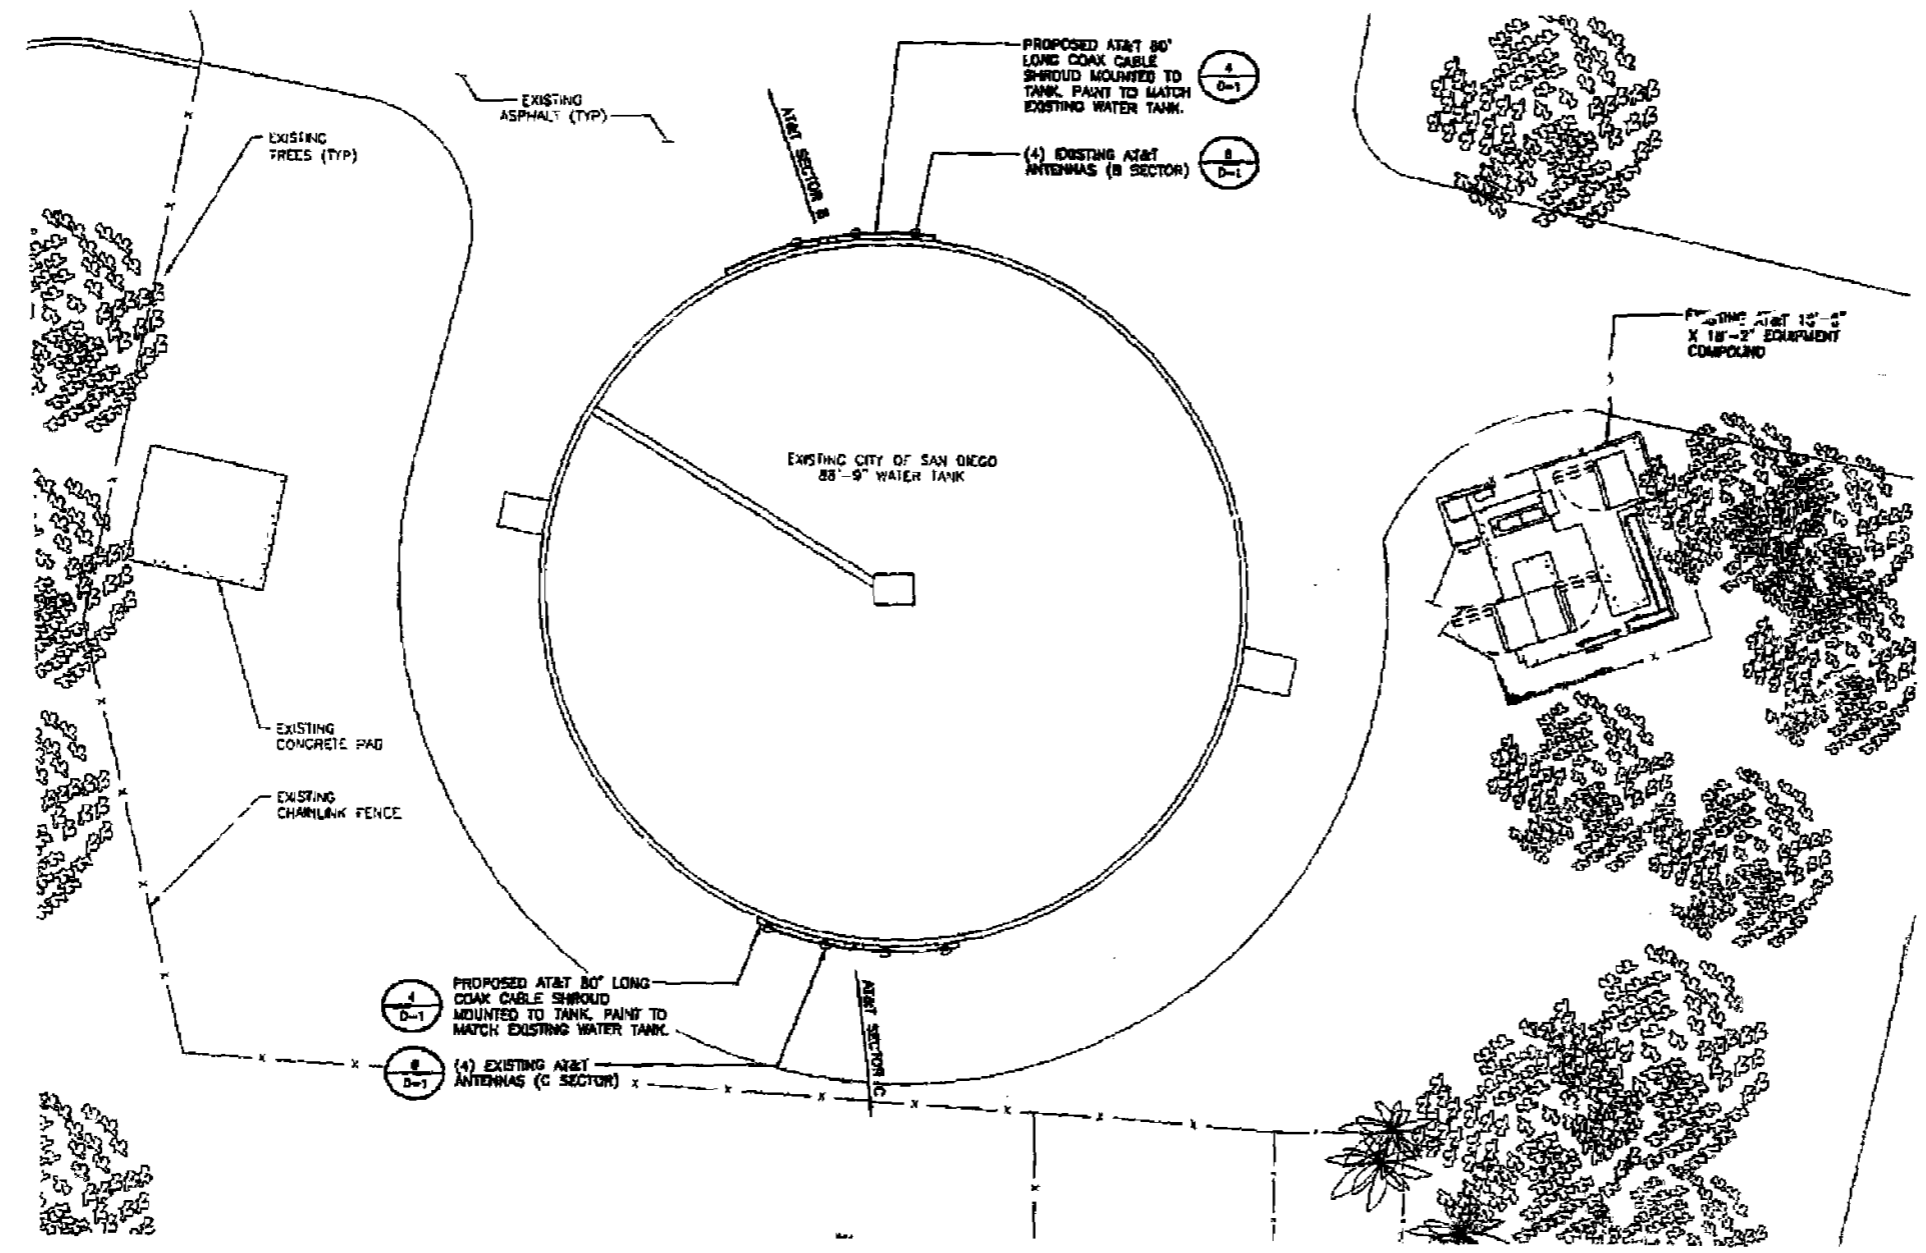 PROPOSED AT&T 80"
LONG COAX CABLE
SHROUD MOUNTED TO
TANK. PAINT TO MATCH
EXISTING WATER TANK.
4
D-1
(4) EXISTING AT&T
ANTENNAS (B SECTOR)
D-1
EXISTING
ASPHALT (TYP)
AT&T SECTOR B
EXISTING
TREES (TYP)
EXISTING AT&T
X 18'-2" EQUIPMENT
COMPOUND
EXISTING CITY OF SAN DIEGO
88'-9" WATER TANK
EXISTING
CONCRETE PAD
EXISTING
CHAINLINK FENCE
4
D-1
PROPOSED AT&T 80" LONG
COAX CABLE SHROUD
MOUNTED TO TANK. PAINT TO
MATCH EXISTING WATER TANK.
D-1
(4) EXISTING AT&T
ANTENNAS (C SECTOR)
AT&T SECTOR C